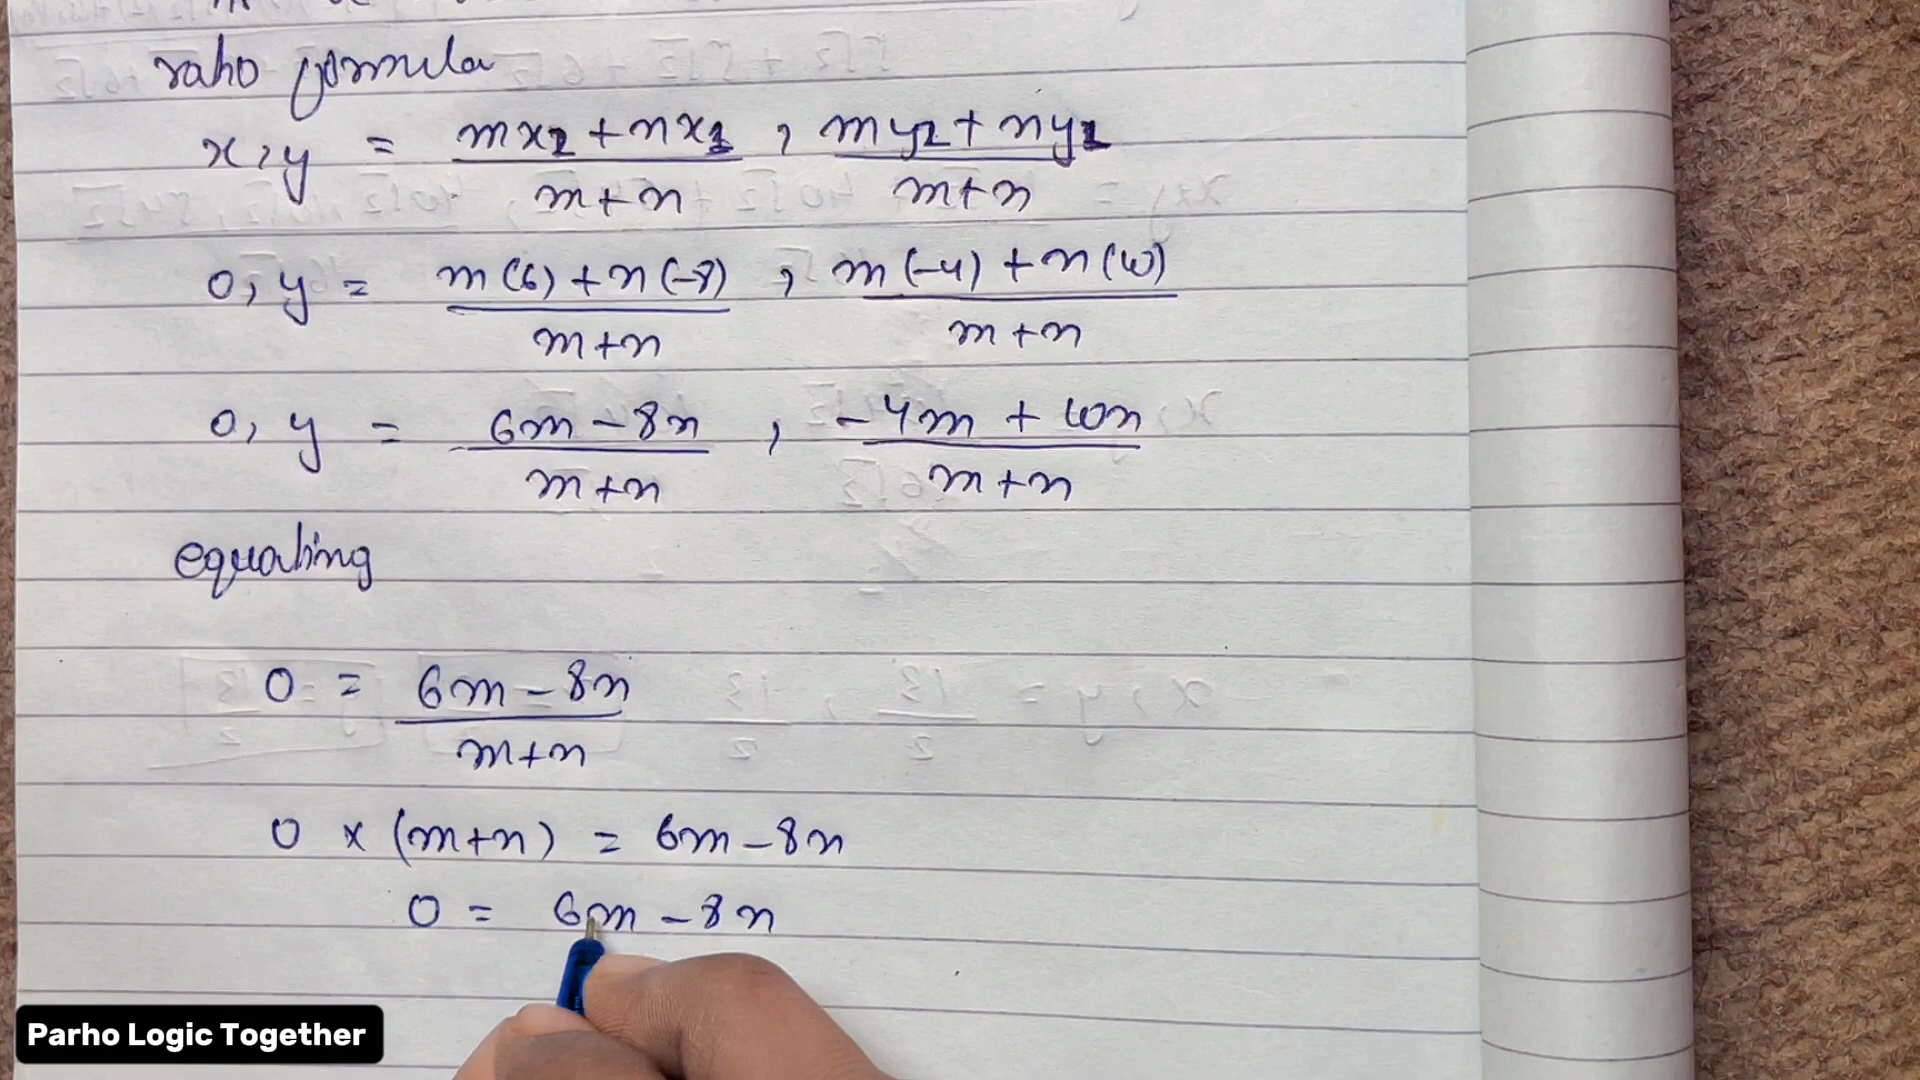 ratio formula
x, y = mx2 + nx1 / m+n , my2 + ny1 / m+n
0, y = m(6) + n(-8) / m+n , m(-4) + n(10) / m+n
0, y = 6m - 8n / m+n , -4m + 10n / m+n
equating
0 = 6m - 8n / m+n
0 x (m+n) = 6m - 8n
0 = 6m - 8n
Parho Logic Together